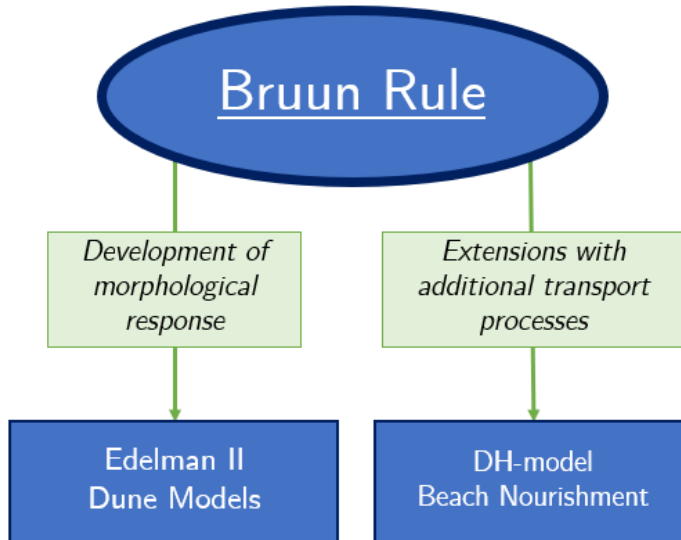 Bruun Rule
Development of
morphological
response
Extensions with
additional transport
processes
Edelman II
Dune Models
DH-model
Beach Nourishment